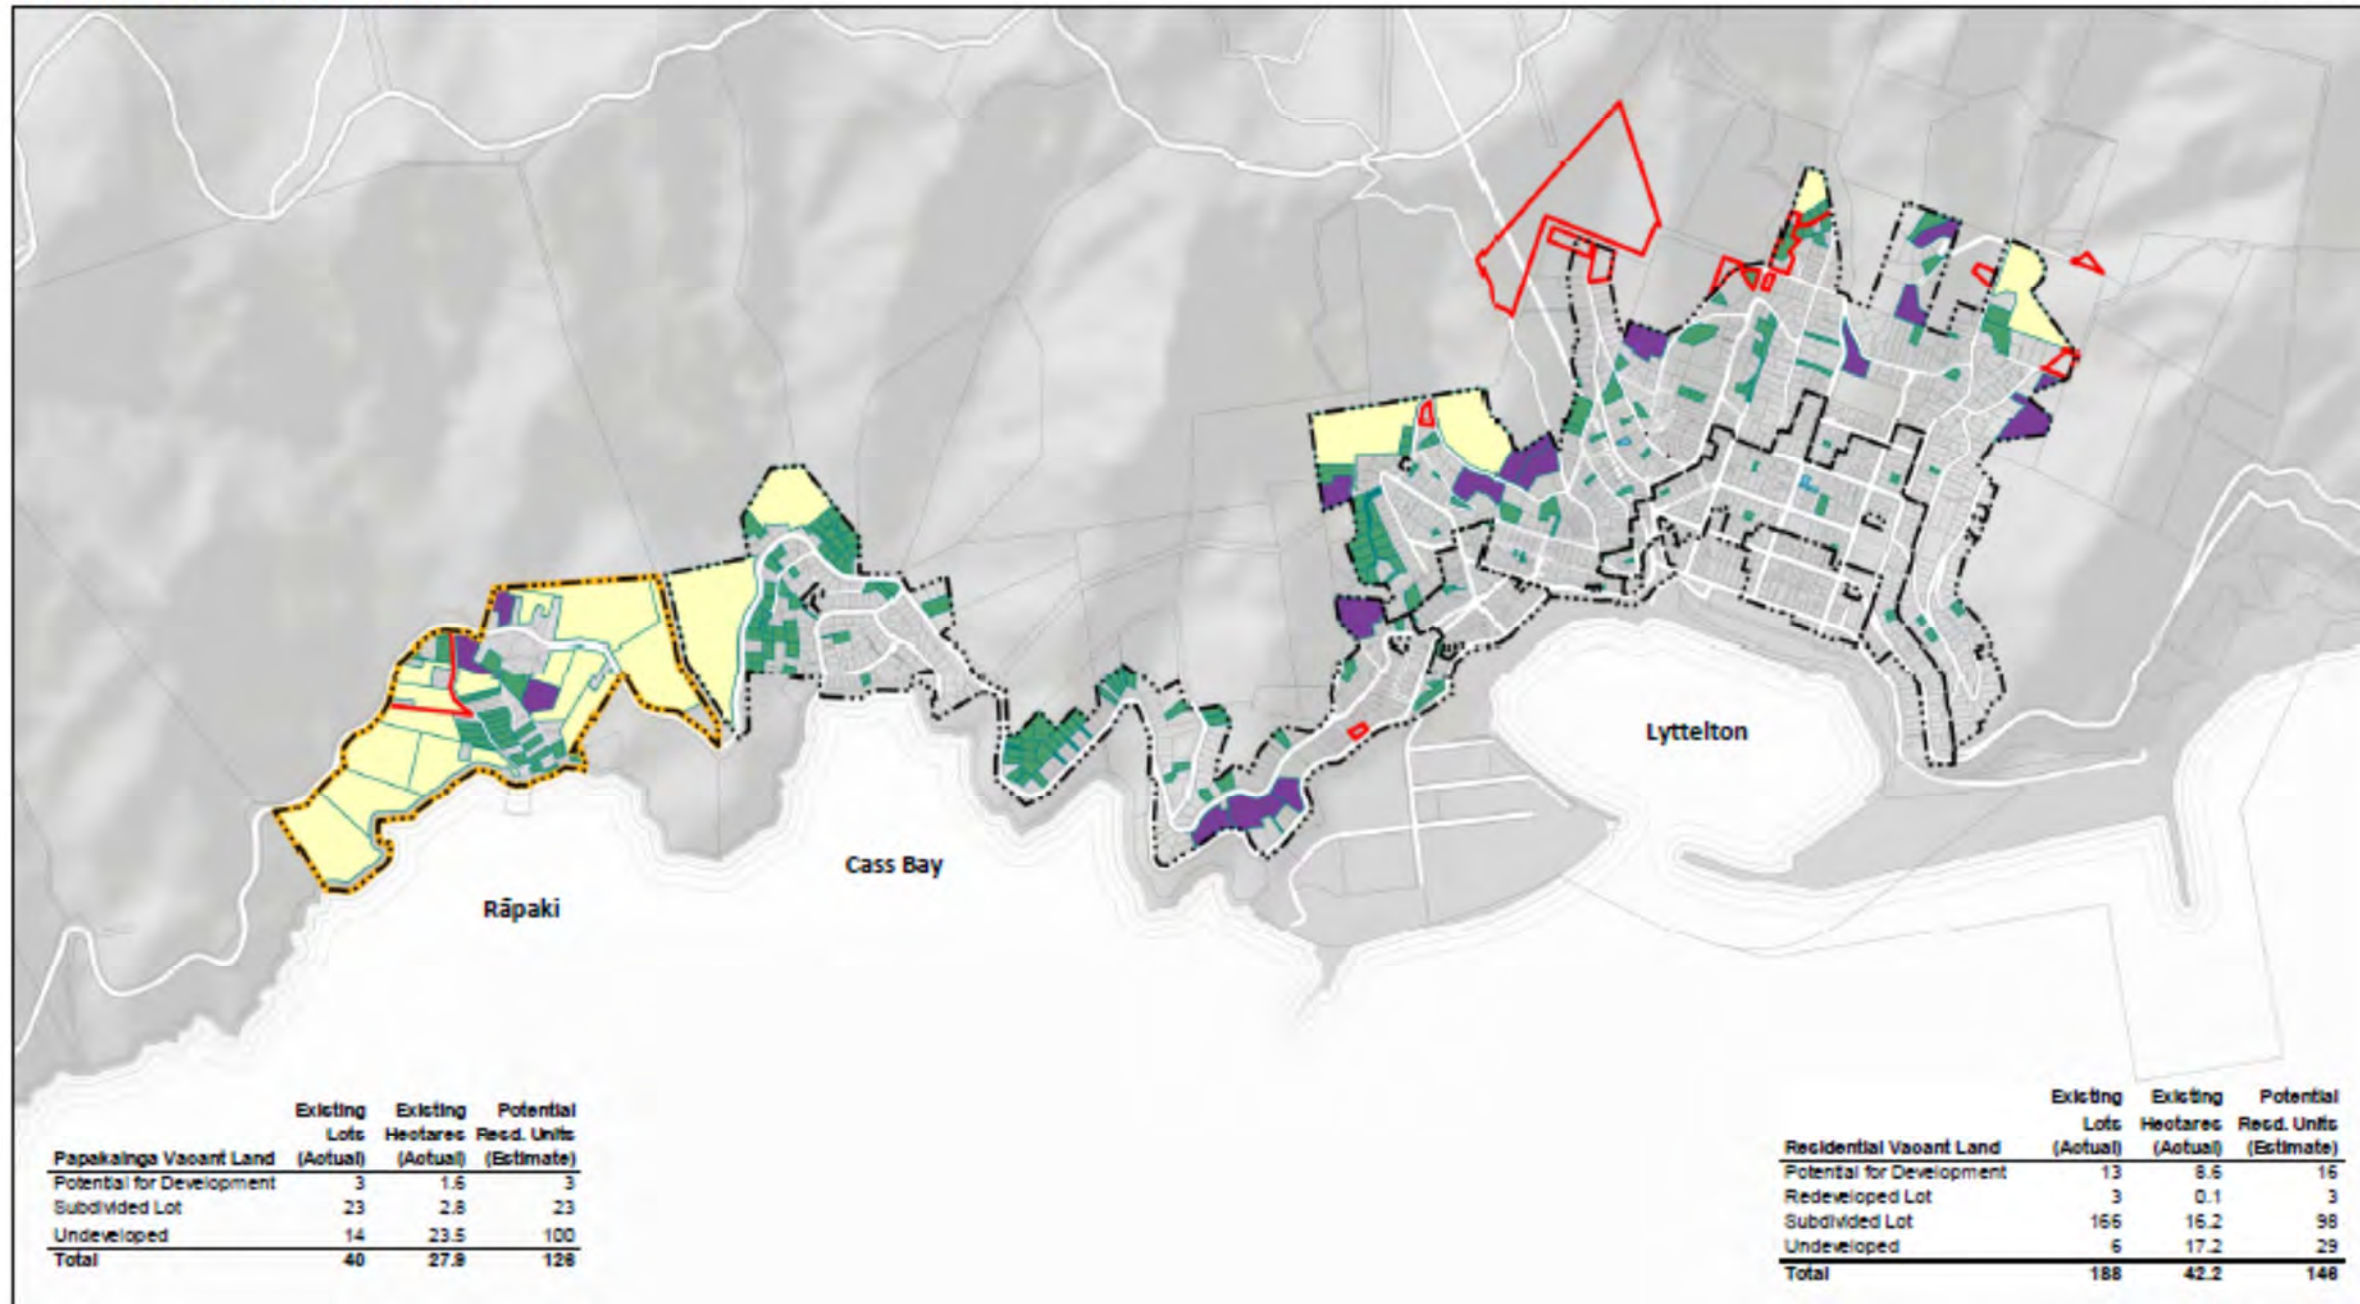 Lyttelton
Cass Bay
Rāpaki
Existing Existing Potential
Lots Hectares Resd. Units
Papakainga Vacant Land (Actual) (Actual) (Estimate)
Potential for Development 3 1.6 3
Subdivided Lot 23 2.8 23
Undeveloped 14 23.5 100
Total 40 27.9 126
Existing Existing Potential
Lots Hectares Resd. Units
Residential Vacant Land (Actual) (Actual) (Estimate)
Potential for Development 13 8.6 16
Redeveloped Lot 3 0.1 3
Subdivided Lot 166 16.2 98
Undeveloped 6 17.2 29
Total 188 42.2 146